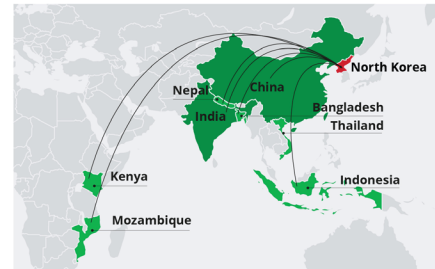 North Korea
Nepal
China
India
Bangladesh
Thailand
Kenya
Indonesia
Mozambique